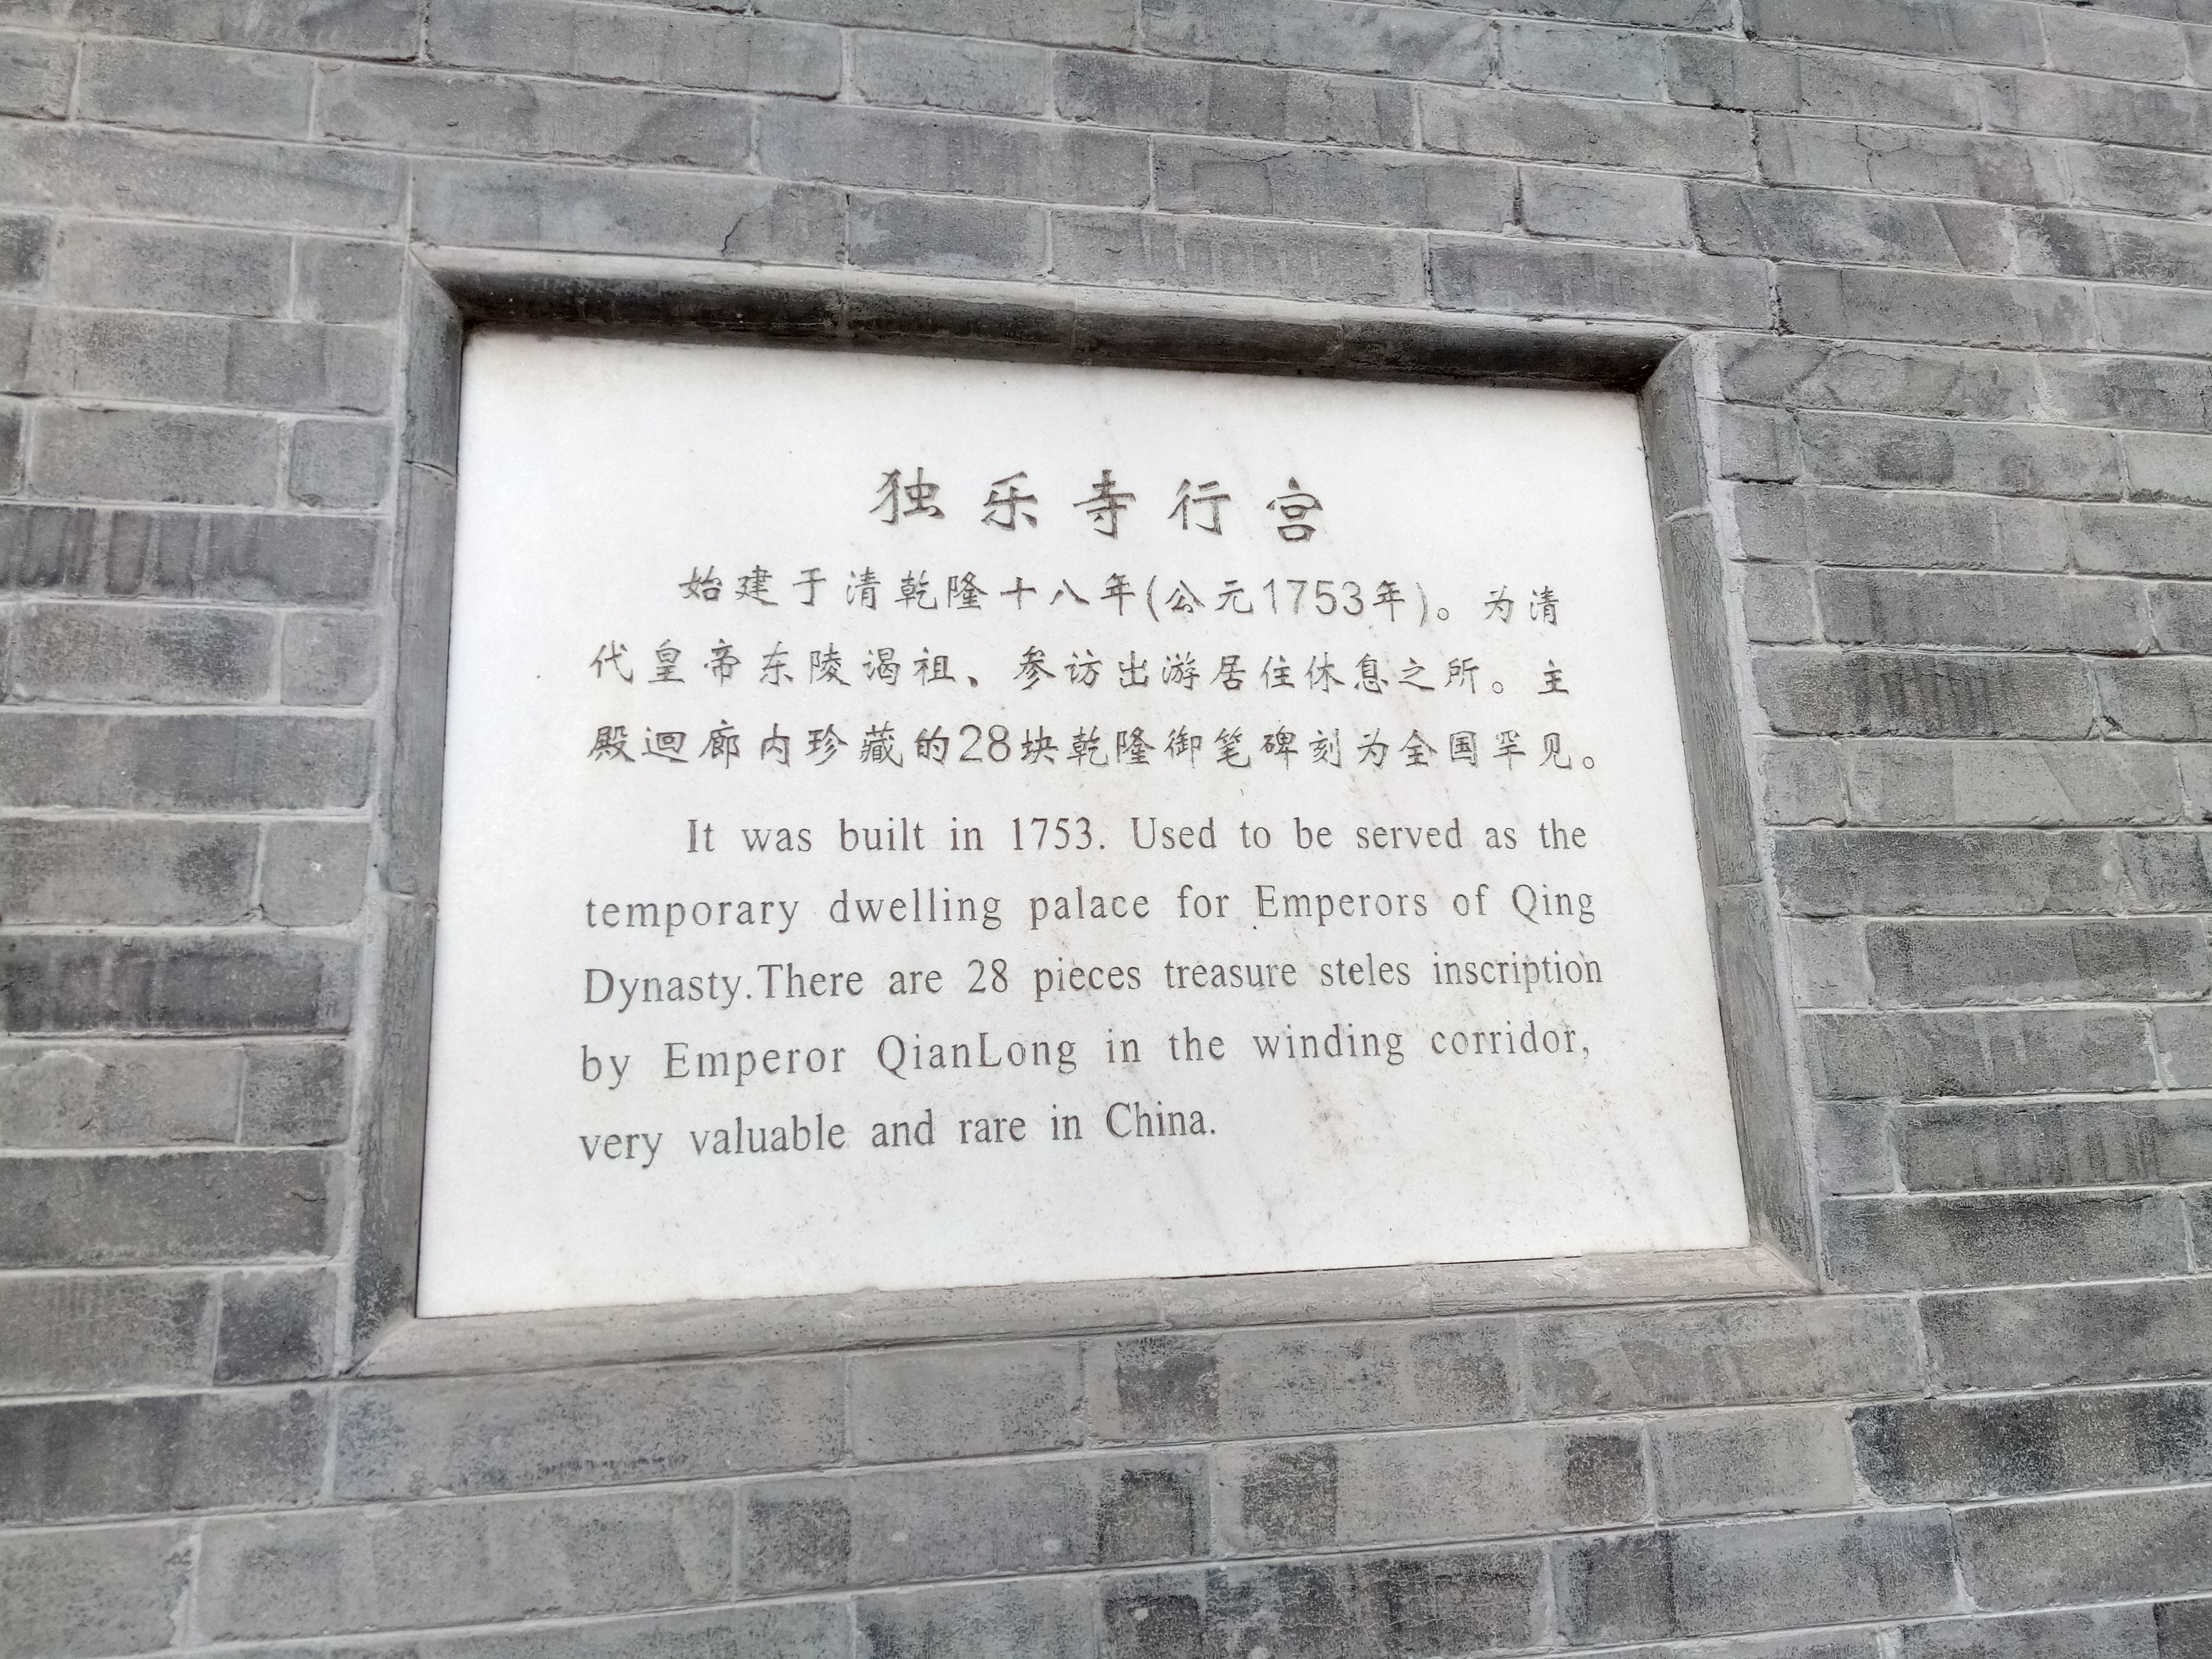 独乐寺行宫
始建于清乾隆十八年(公元1753年)。为清
代皇帝东陵谒祖、参访出游居住休息之所。主
殿迴廊内珍藏的28块乾隆御笔碑刻为全国罕见。
It was built in 1753. Used to be served as the
temporary dwelling palace for Emperors of Qing
Dynasty.There are 28 pieces treasure steles inscription
by Emperor QianLong in the winding corridor,
very valuable and rare in China.